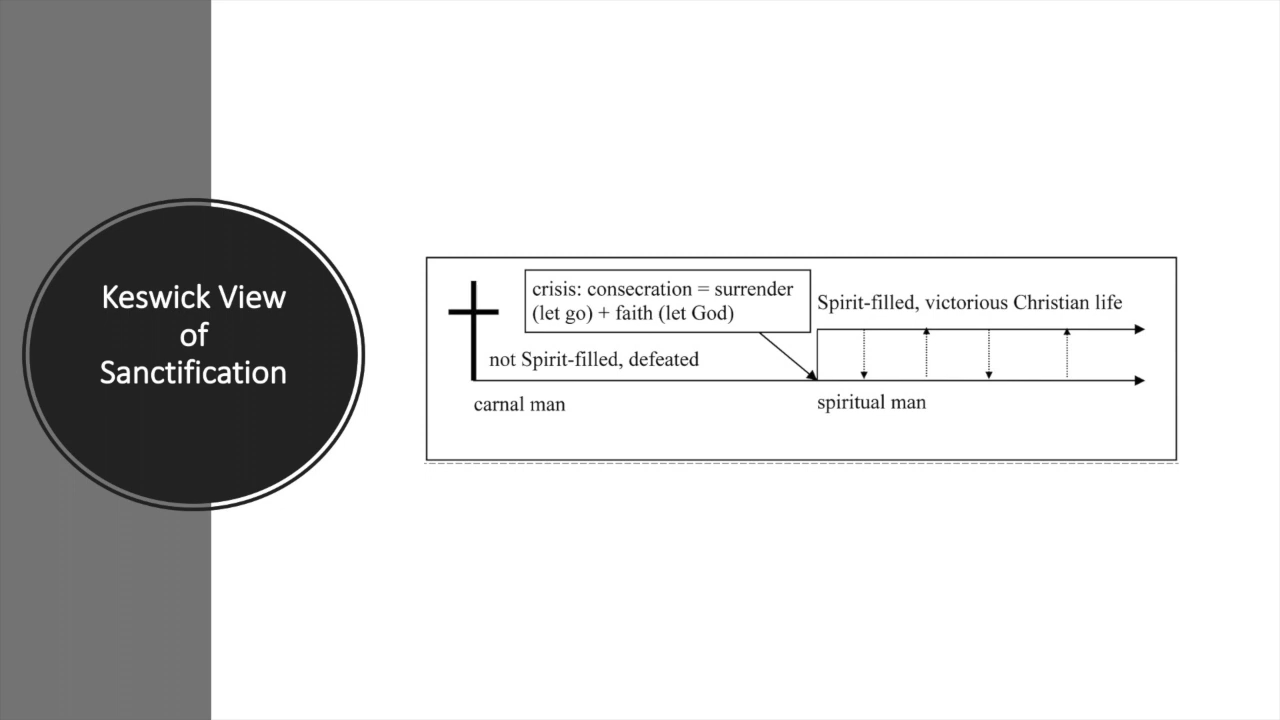 Keswick View
of
Sanctification
crisis: consecration = surrender
(let go) + faith (let God)
Spirit-filled, victorious Christian life
not Spirit-filled, defeated
carnal man
spiritual man